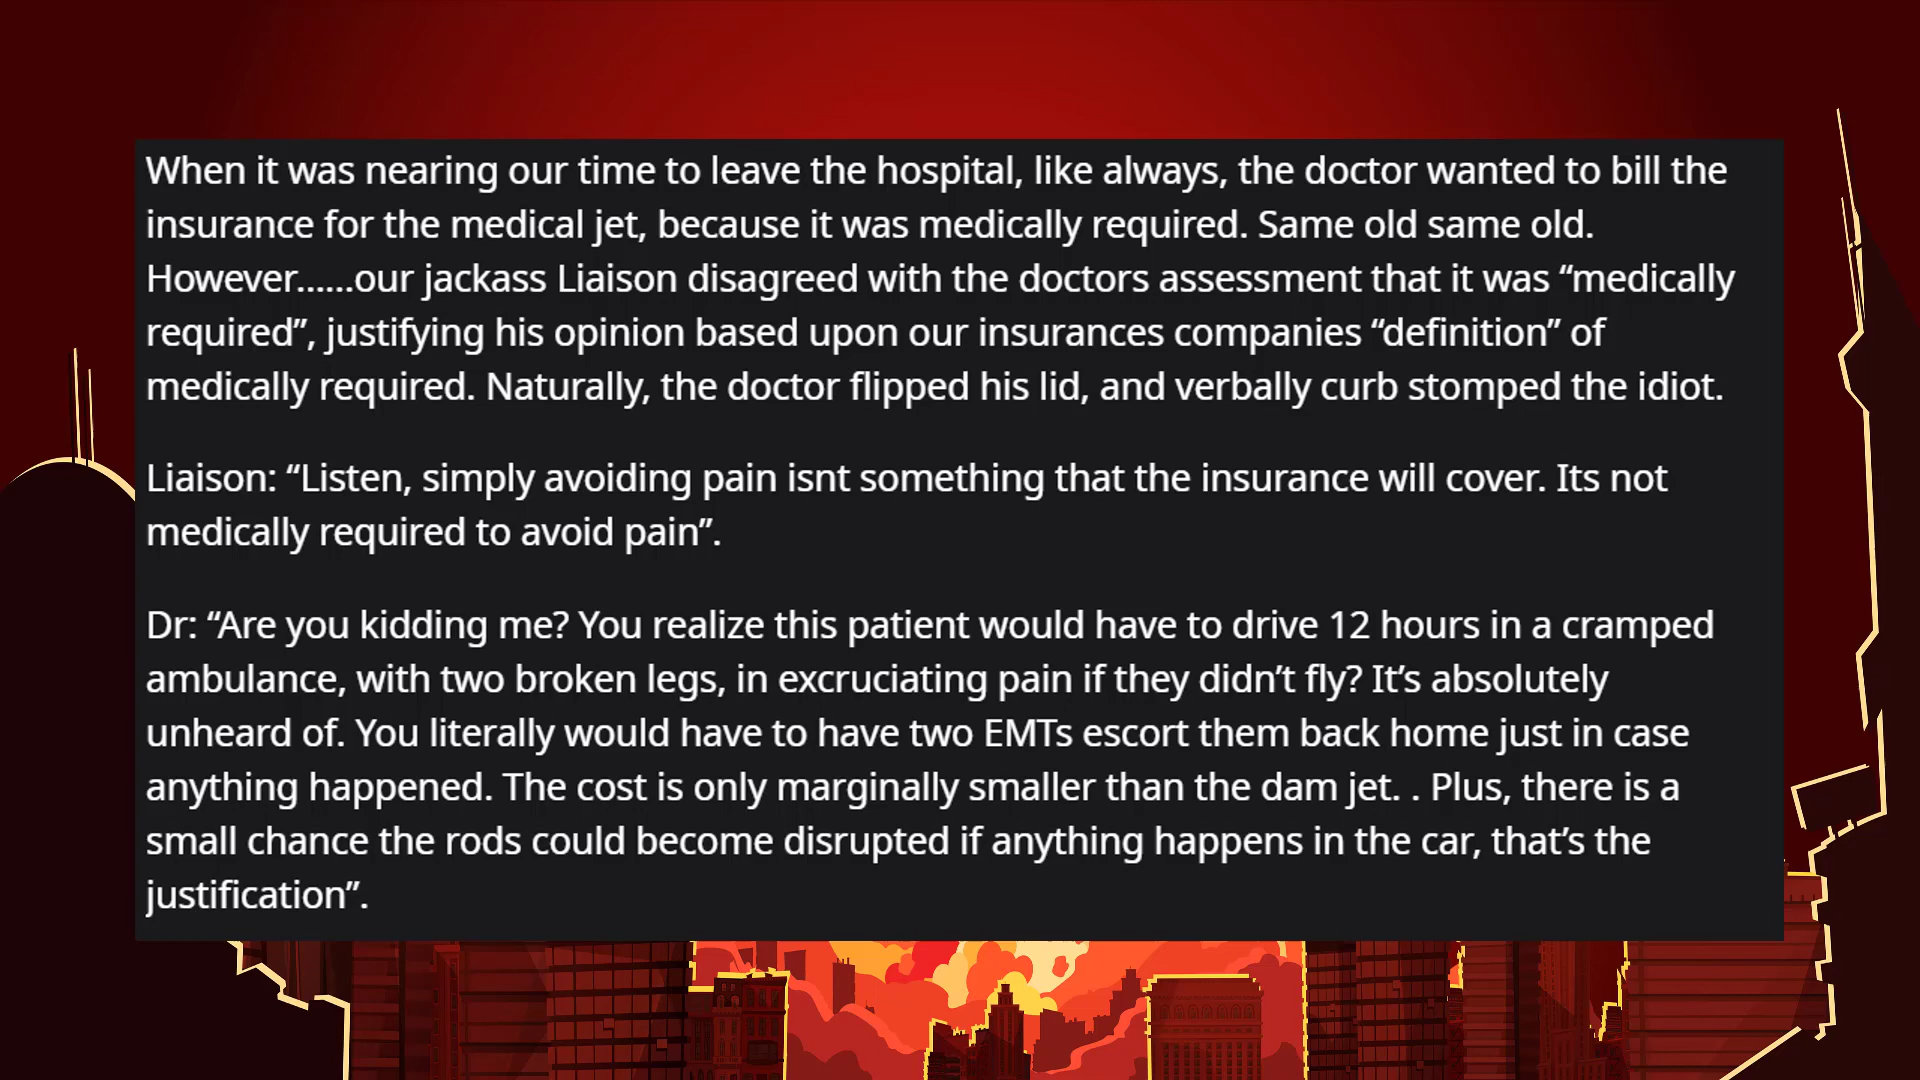 When it was nearing our time to leave the hospital, like always, the doctor wanted to bill the
insurance for the medical jet, because it was medically required. Same old same old.
However......our jackass Liaison disagreed with the doctors assessment that it was “medically
required”, justifying his opinion based upon our insurances companies “definition” of
medically required. Naturally, the doctor flipped his lid, and verbally curb stomped the idiot.
Liaison: “Listen, simply avoiding pain isnt something that the insurance will cover. Its not
medically required to avoid pain”.
Dr: “Are you kidding me? You realize this patient would have to drive 12 hours in a cramped
ambulance, with two broken legs, in excruciating pain if they didn’t fly? It’s absolutely
unheard of. You literally would have to have two EMTs escort them back home just in case
anything happened. The cost is only marginally smaller than the dam jet. . Plus, there is a
small chance the rods could become disrupted if anything happens in the car, that’s the
justification”.